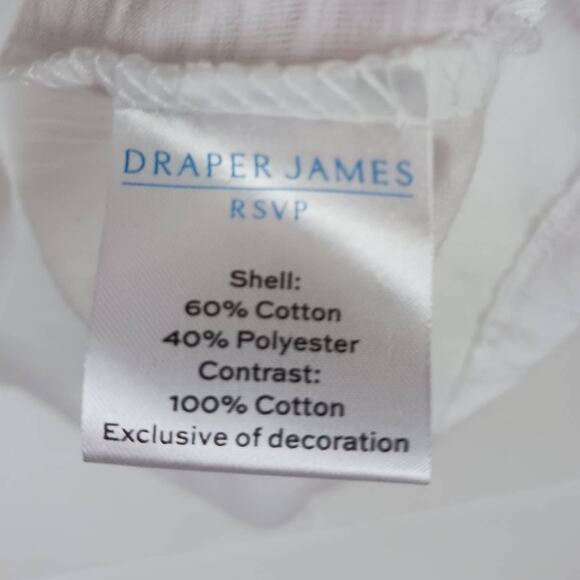 DRAPER JAMES
RSVP
Shell:
60% Cotton
40% Polyester
Contrast:
100% Cotton
Exclusive of decoration